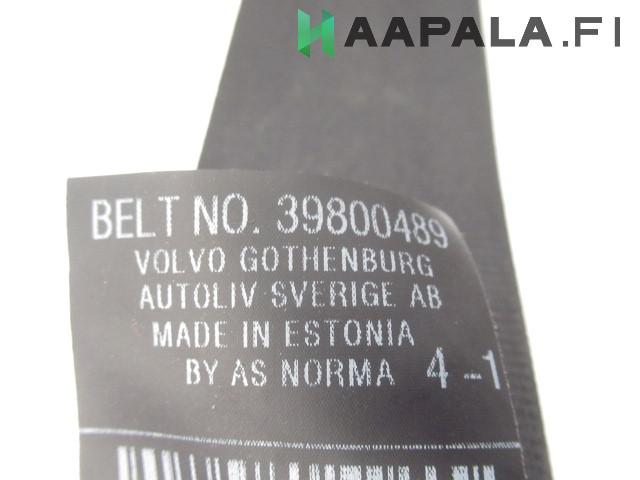 HAAPALA.FI
BELT NO. 39800489
VOLVO GOTHENBURG
AUTOLIV SVERIGE AB
MADE IN ESTONIA
BY AS NORMA 4-1